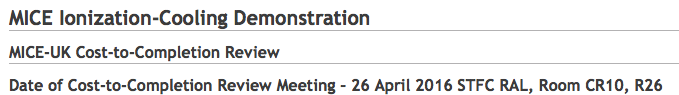 MICE Ionization-Cooling Demonstration
MICE-UK Cost-to-Completion Review
Date of Cost-to-Completion Review Meeting - 26 April 2016 STFC RAL, Room CR10, R26